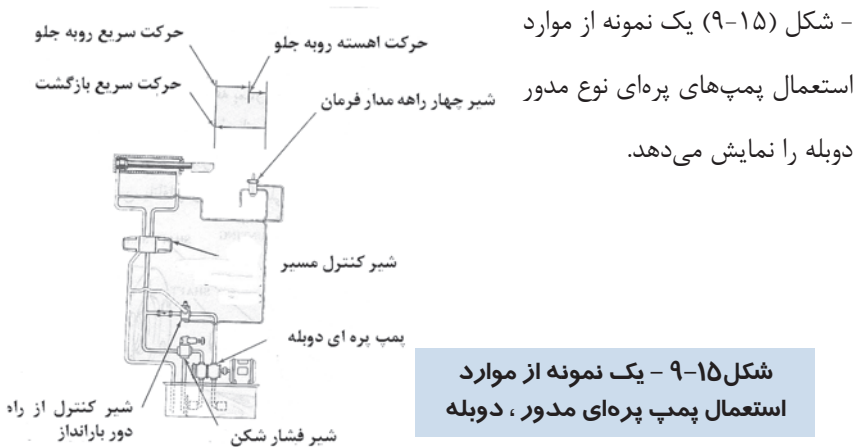 - شکل (۱۵-۹) یک نمونه از موارد
استعمال پمپ‌های پره‌ای نوع مدور
دوبله را نمایش می‌دهد.
حرکت سریع روبه جلو
حرکت اهسته روبه جلو
حرکت سریع بازگشت
شیر چهار راهه مدار فرمان
شیر کنترل مسیر
پمپ پره ای دوبله
شیر کنترل از راه
دور بارانداز
شیر فشار شکن
شکل۱۵-۹ - یک نمونه از موارد
استعمال پمپ پره‌ای مدور ، دوبله